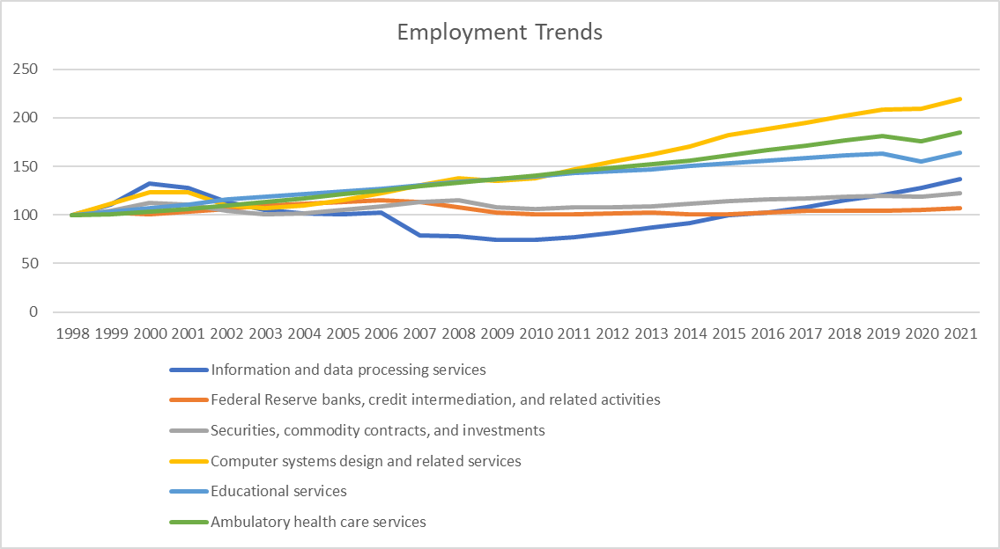 Employment Trends
250
200
150
100
50
0
1998 1999 2000 2001 2002 2003 2004 2005 2006 2007 2008 2009 2010 2011 2012 2013 2014 2015 2016 2017 2018 2019 2020 2021
Information and data processing services
Federal Reserve banks, credit intermediation, and related activities
Securities, commodity contracts, and investments
Computer systems design and related services
Educational services
Ambulatory health care services